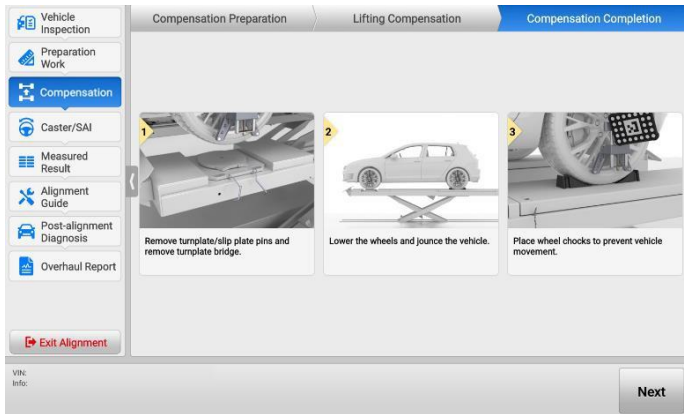 Vehicle
Inspection
Preparation
Work
Compensation
Caster/SAI
Measured
Result
Alignment
Guide
Post-alignment
Diagnosis
Overhaul Report
Exit Alignment
Compensation Preparation
Lifting Compensation
Compensation Completion
1
Remove turnplate/slip plate pins and
remove turnplate bridge.
2
Lower the wheels and jounce the vehicle.
3
Place wheel chocks to prevent vehicle
movement.
VIN:
Info:
Next